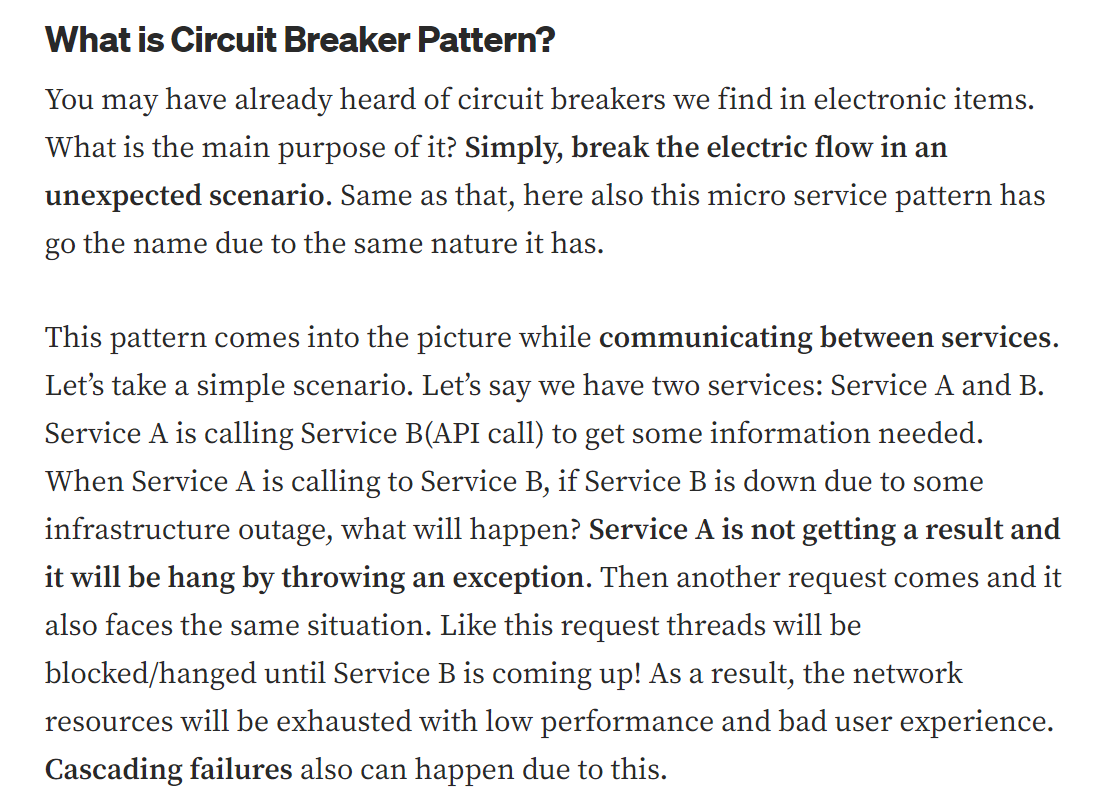 What is Circuit Breaker Pattern?
You may have already heard of circuit breakers we find in electronic items.
What is the main purpose of it? Simply, break the electric flow in an
unexpected scenario. Same as that, here also this micro service pattern has
go the name due to the same nature it has.
This pattern comes into the picture while communicating between services.
Let’s take a simple scenario. Let’s say we have two services: Service A and B.
Service A is calling Service B(API call) to get some information needed.
When Service A is calling to Service B, if Service B is down due to some
infrastructure outage, what will happen? Service A is not getting a result and
it will be hang by throwing an exception. Then another request comes and it
also faces the same situation. Like this request threads will be
blocked/hanged until Service B is coming up! As a result, the network
resources will be exhausted with low performance and bad user experience.
Cascading failures also can happen due to this.